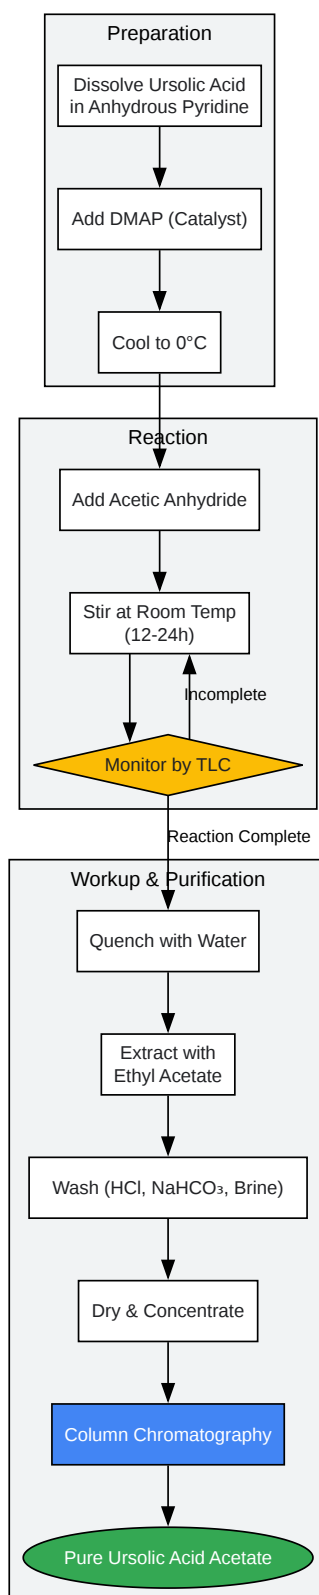 Preparation
Dissolve Ursolic Acid
in Anhydrous Pyridine
Add DMAP (Catalyst)
Cool to 0°C
Reaction
Add Acetic Anhydride
Stir at Room Temp
(12-24h)
Incomplete
Monitor by TLC
Reaction Complete
Workup & Purification
Quench with Water
Extract with
Ethyl Acetate
Wash (HCl, NaHCO₃, Brine)
Dry & Concentrate
Column Chromatography
Pure Ursolic Acid Acetate